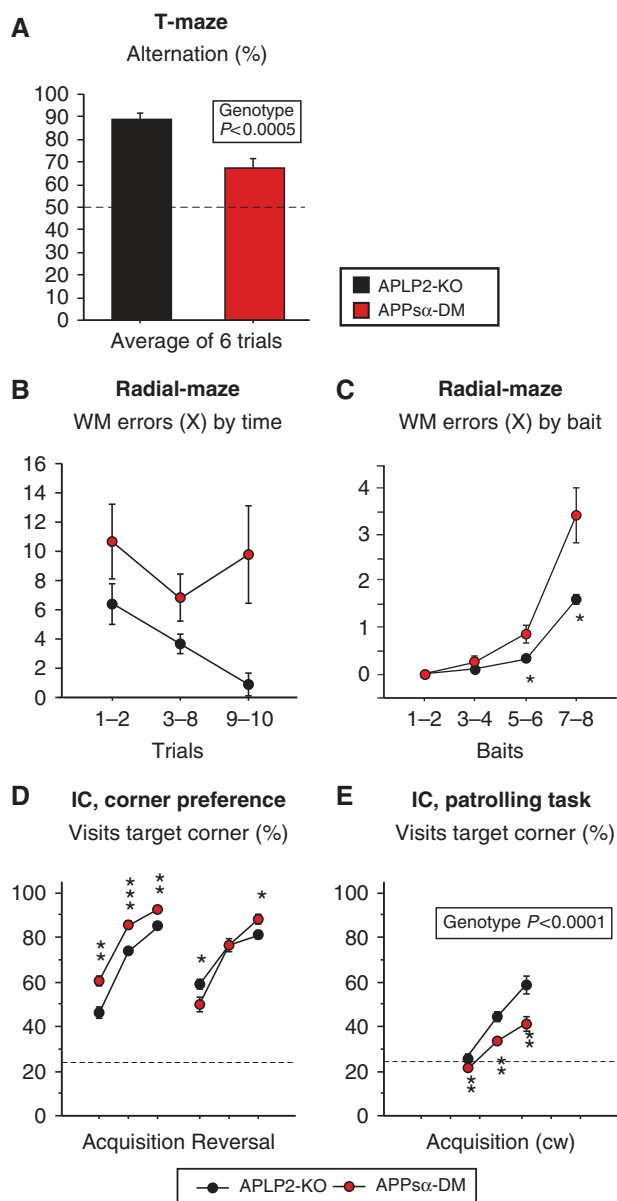 A
T-maze
Alternation (%)
100
90
80
70
60
50
40
30
20
10
0
Genotype
P<0.0005
Average of 6 trials
APLP2-KO
APPsα-DM
B
Radial-maze
WM errors (X) by time
16
14
12
10
8
6
4
2
0
1–2 3–8 9–10
Trials
C
Radial-maze
WM errors (X) by bait
4
3
2
1
0
*
*
1–2 3–4 5–6 7–8
Baits
D
IC, corner preference
Visits target corner (%)
100
80
60
40
20
0
**
***
**
*
*
Acquisition Reversal
E
IC, patrolling task
Visits target corner (%)
100
80
60
40
20
0
Genotype P<0.0001
**
**
**
Acquisition (cw)
APLP2-KO APPsα-DM